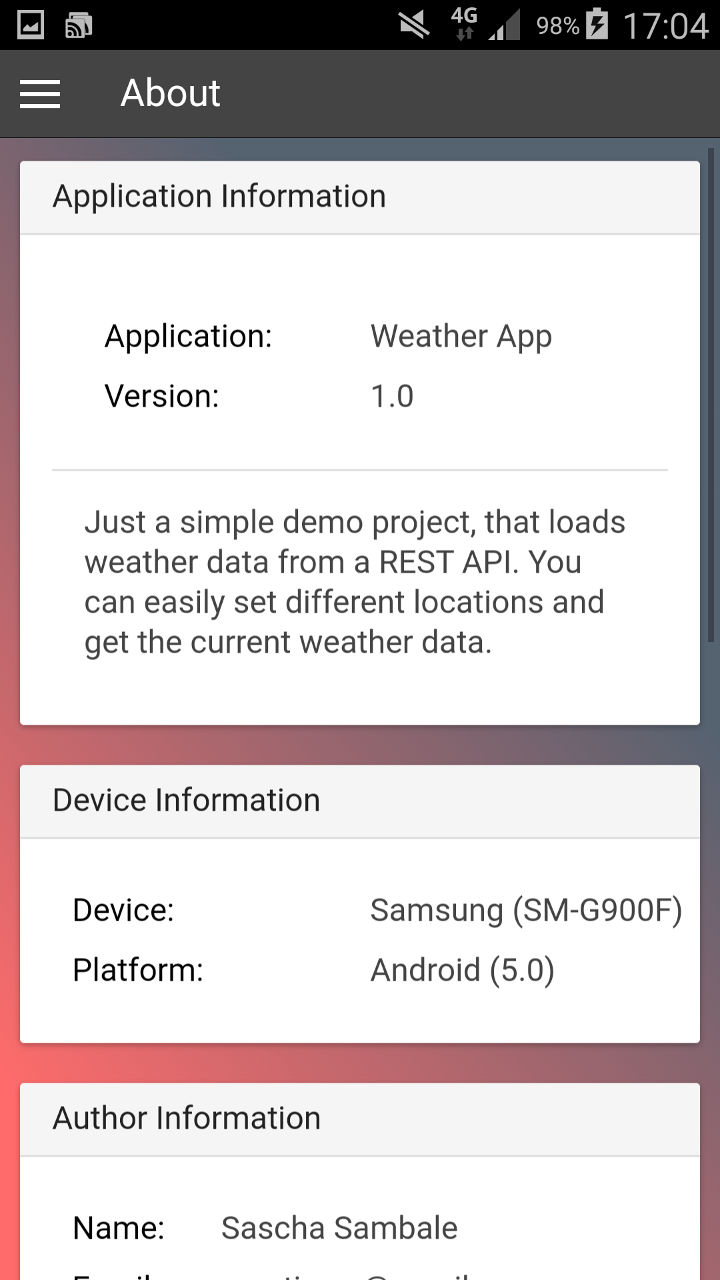 4G 98% 17:04
About
Application Information
Application: Weather App
Version: 1.0
Just a simple demo project, that loads
weather data from a REST API. You
can easily set different locations and
get the current weather data.
Device Information
Device: Samsung (SM-G900F)
Platform: Android (5.0)
Author Information
Name: Sascha Sambale